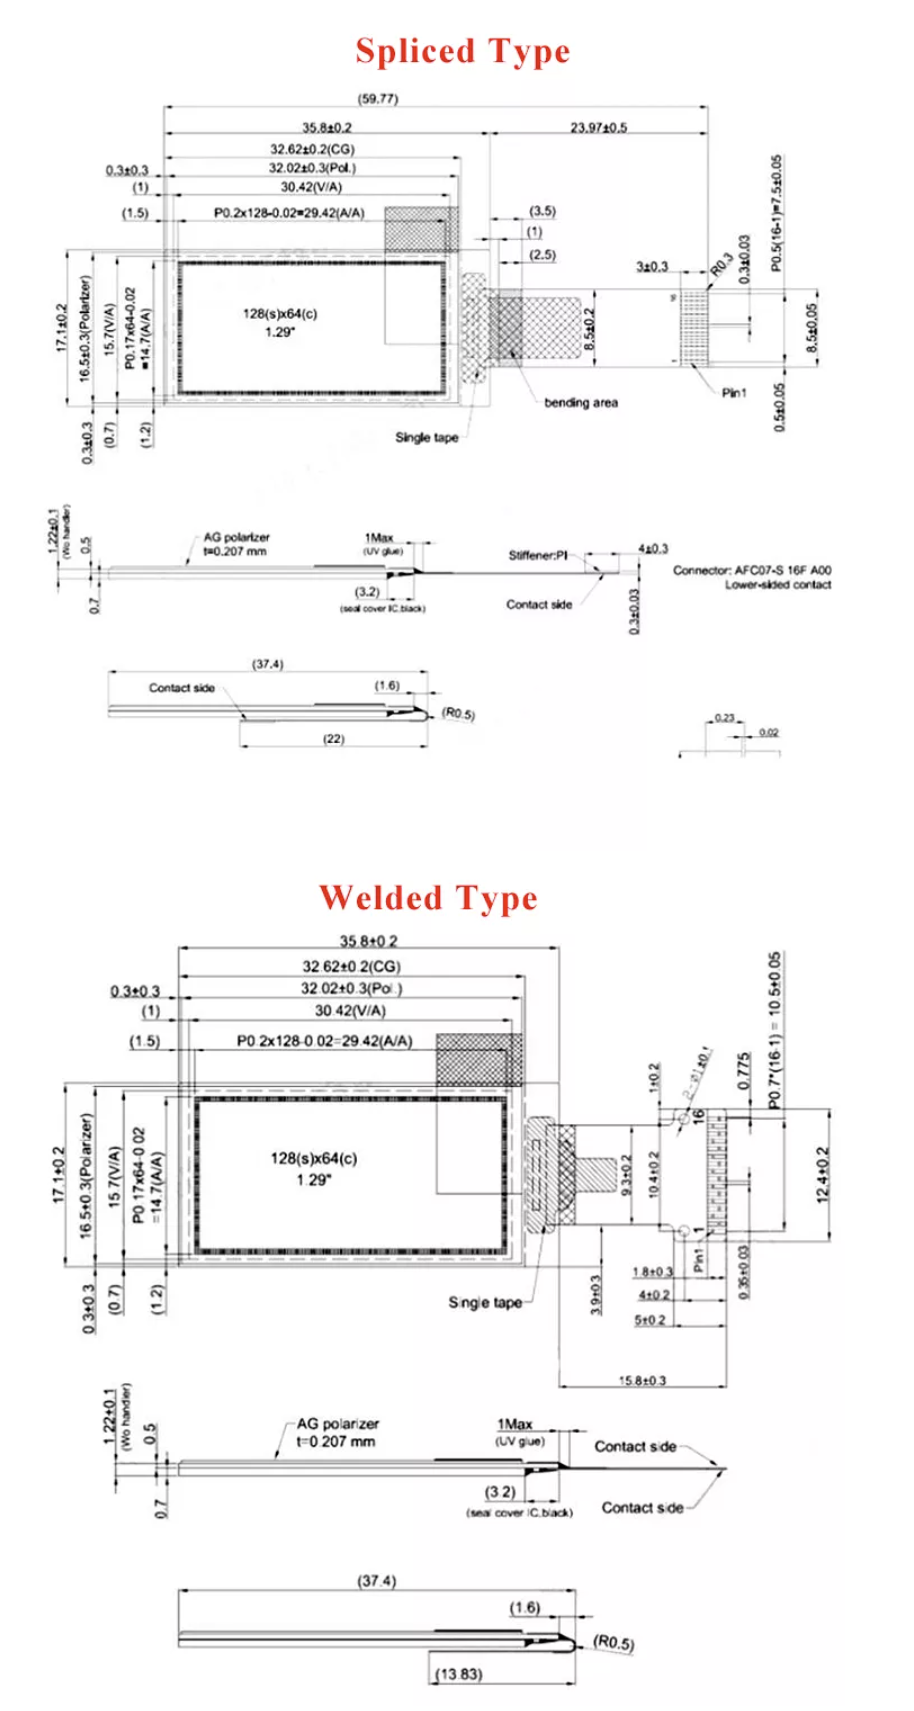 Spliced Type
(59.77)
35.8±0.2
23.97±0.5
32.62±0.2(CG)
0.3±0.3
32.02±0.3(Pol.)
(1)
30.42(V/A)
(1.5)
P0.2x128-0.02=29.42(A/A)
(3.5)
(1)
(2.5)
3±0.3
R0.3
0.3±0.03
P0.5(16-1)=7.5±0.05
17.1±0.2
16.5±0.3(Polarizer)
15.7(V/A)
P0.17x64-0.02
=14.7(A/A)
128(s)x64(c)
1.29"
8.5±0.2
16
1
8.5±0.05
Pin1
bending area
0.5±0.05
Single tape
0.3±0.3
(0.7)
(1.2)
1.22±0.1
(Wo handler)
0.5
0.7
AG polarizer
t=0.207 mm
1Max
(UV glue)
(3.2)
(seal cover IC,black)
Stiffener:PI
4±0.3
Contact side
0.3±0.03
Connector: AFC07-S 16F A00
Lower-sided contact
(37.4)
Contact side
(1.6)
(R0.5)
(22)
0.23
0.02
Welded Type
35.8±0.2
32.62±0.2(CG)
0.3±0.3
32.02±0.3(Pol.)
(1)
30.42(V/A)
(1.5)
P0.2x128-0.02=29.42(A/A)
17.1±0.2
16.5±0.3(Polarizer)
15.7(V/A)
P0.17x64-0.02
=14.7(A/A)
128(s)x64(c)
1.29"
1±0.2
2-Ø1±0.1
0.775
P0.7*(16-1) = 10.5±0.05
16
1
9.3±0.2
10.4±0.2
12.4±0.2
Pin1
1.8±0.3
4±0.2
5±0.2
0.35±0.03
3.9±0.3
Single tape
0.3±0.3
(0.7)
(1.2)
15.8±0.3
1.22±0.1
(Wo handler)
0.5
0.7
AG polarizer
t=0.207 mm
1Max
(UV glue)
(3.2)
(seal cover IC,black)
Contact side
Contact side
(37.4)
(1.6)
(R0.5)
(13.83)